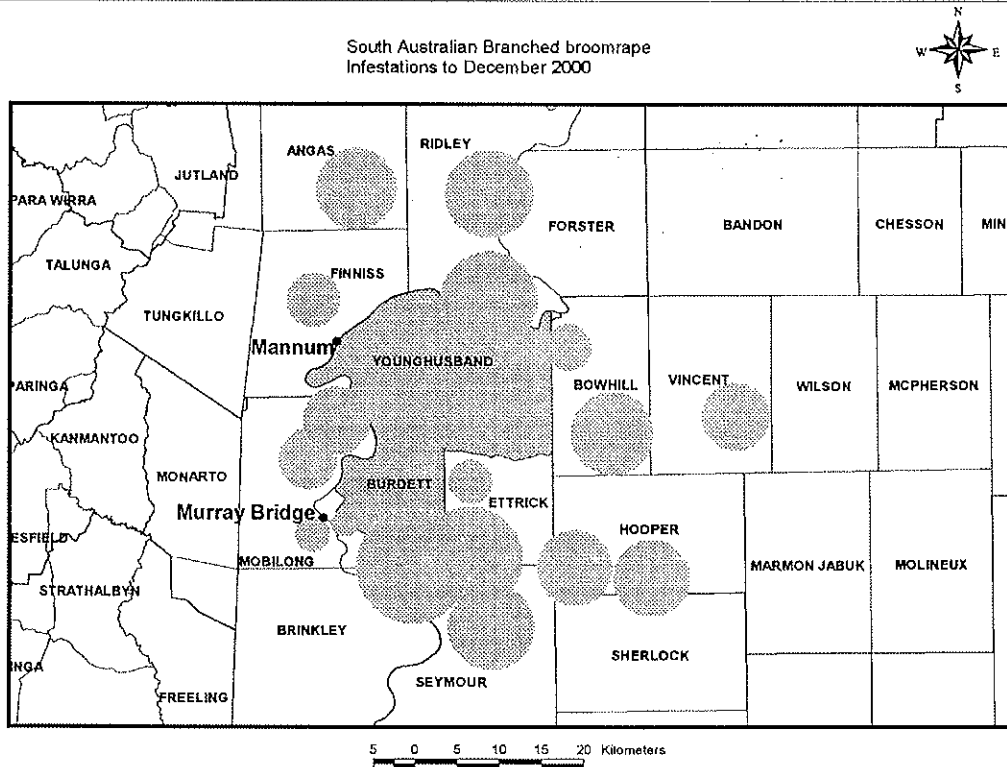 N
W E
S
South Australian Branched broomrape
Infestations to December 2000
ANGAS
RIDLEY
JUTLAND
PARA WIRRA
FORSTER
BANDON
CHESSON
MIN
TALUNGA
FINNISS
TUNGKILLO
Mannum
YOUNGHUSBAND
PARINGA
BOWHILL
VINCENT
WILSON
MCPHERSON
KANMANTOO
MONARTO
BURDETT
ETTRICK
Murray Bridge
HOOPER
ESFIELD
MOBILONG
MARMON JABUK
MOLINEUX
STRATHALBYN
BRINKLEY
SHERLOCK
INGA
SEYMOUR
FREELING
5 0 5 10 15 20 Kilometers